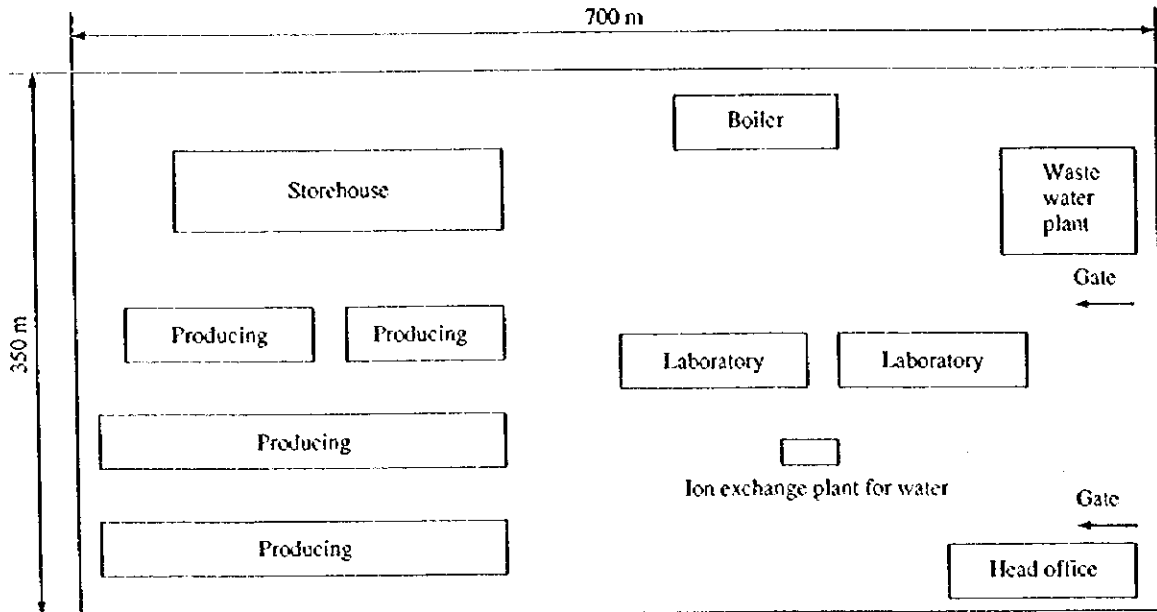 700 m
Boiler
Storehouse
Waste
water
plant
Gate
350 m
Producing
Producing
Laboratory
Laboratory
Producing
Ion exchange plant for water
Gate
Producing
Head office